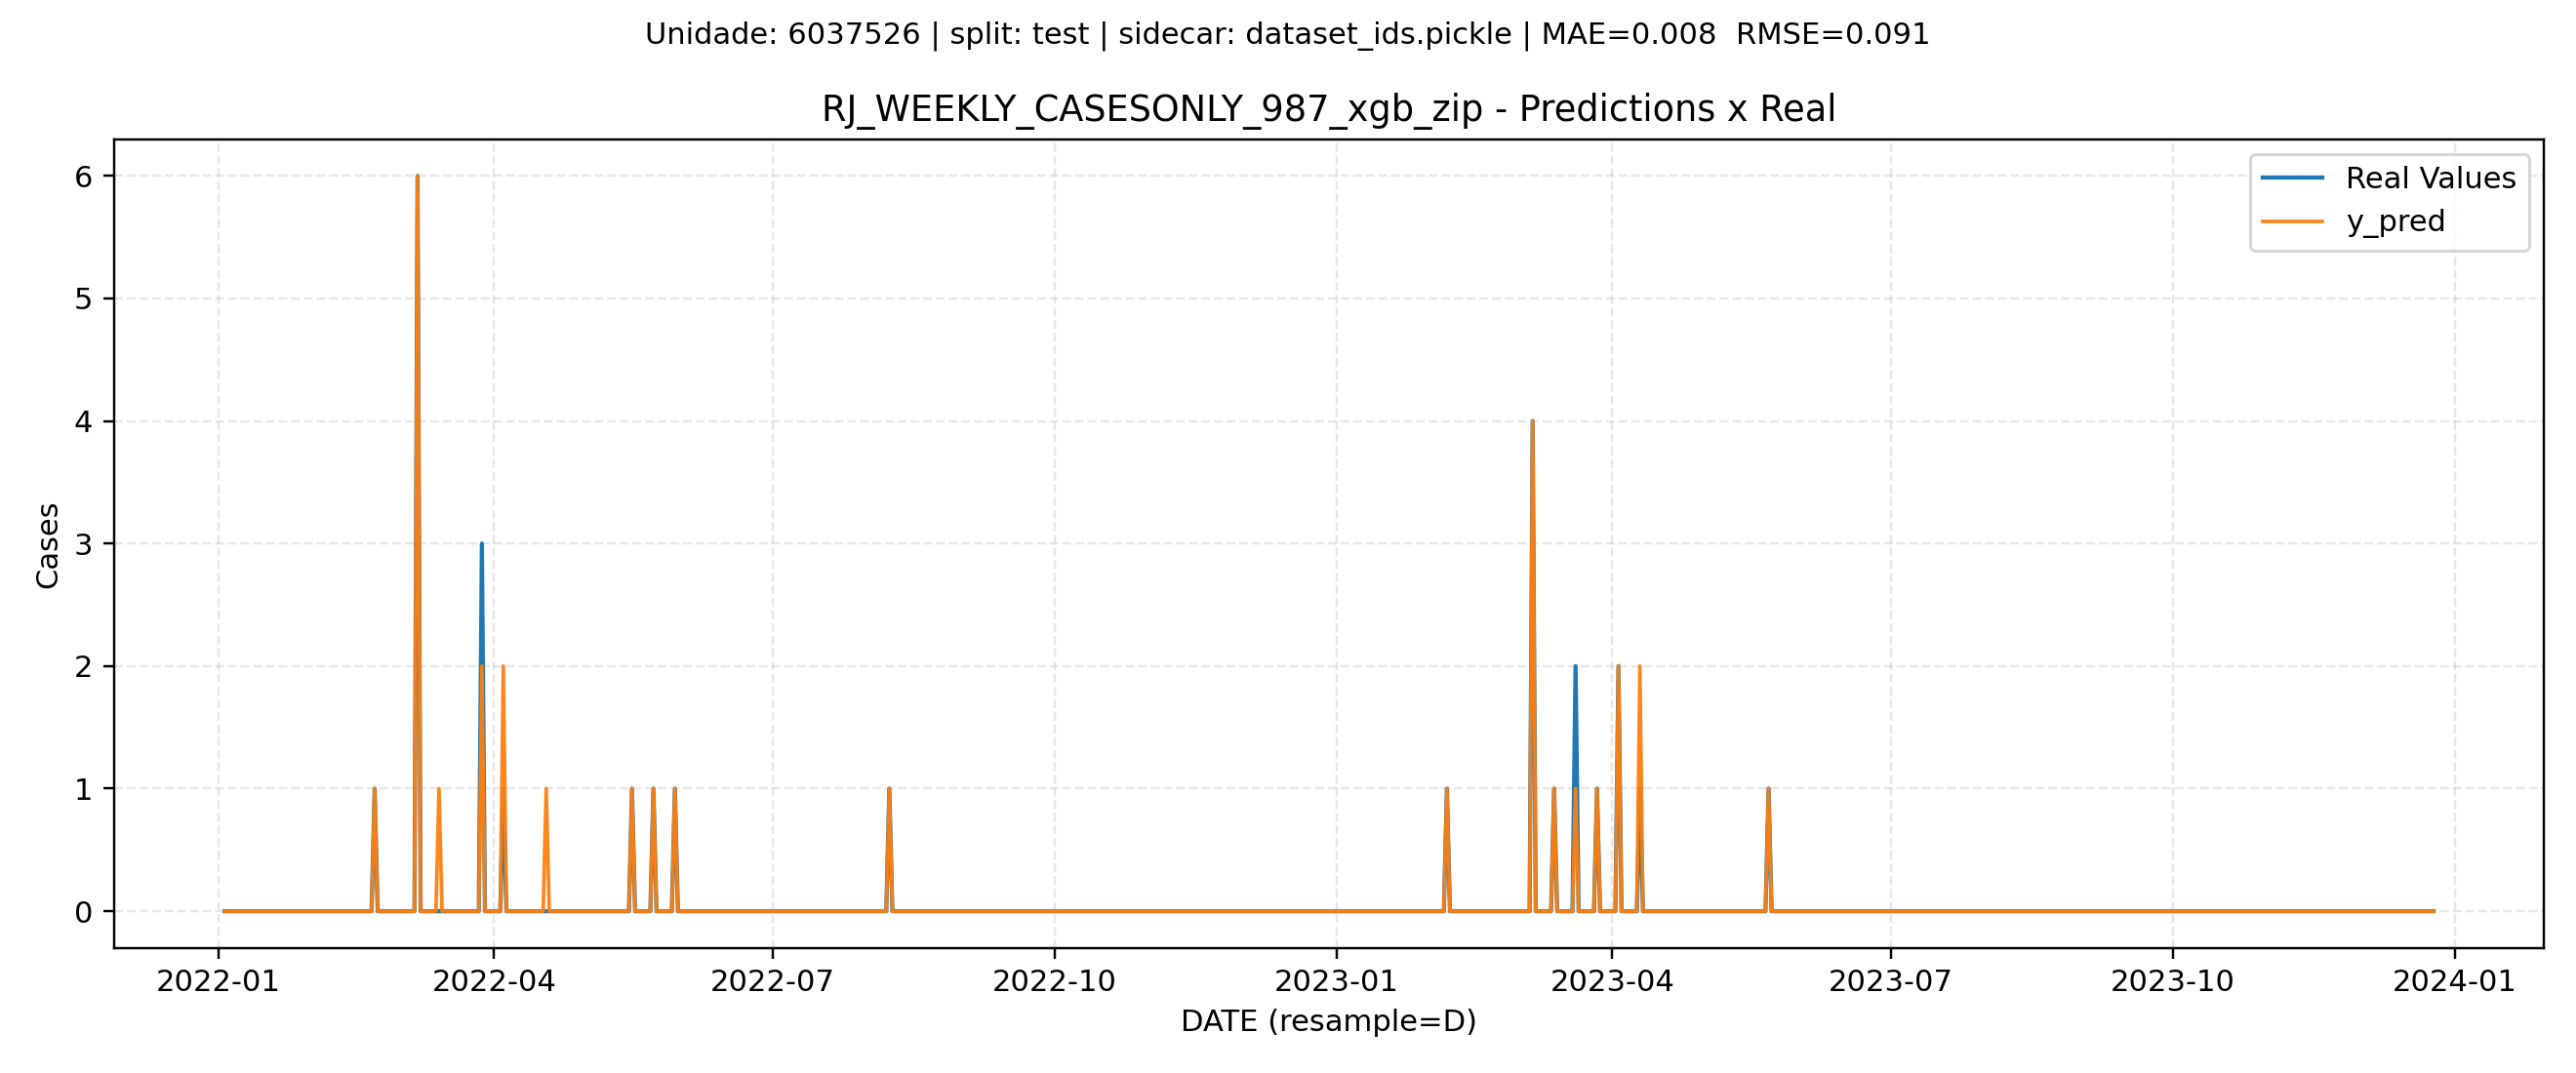 Unidade: 6037526 | split: test | sidecar: dataset_ids.pickle | MAE=0.008  RMSE=0.091
RJ_WEEKLY_CASESONLY_987_xgb_zip - Predictions x Real
Real Values
y_pred
Cases
6
5
4
3
2
1
0
2022-01 2022-04 2022-07 2022-10 2023-01 2023-04 2023-07 2023-10 2024-01
DATE (resample=D)